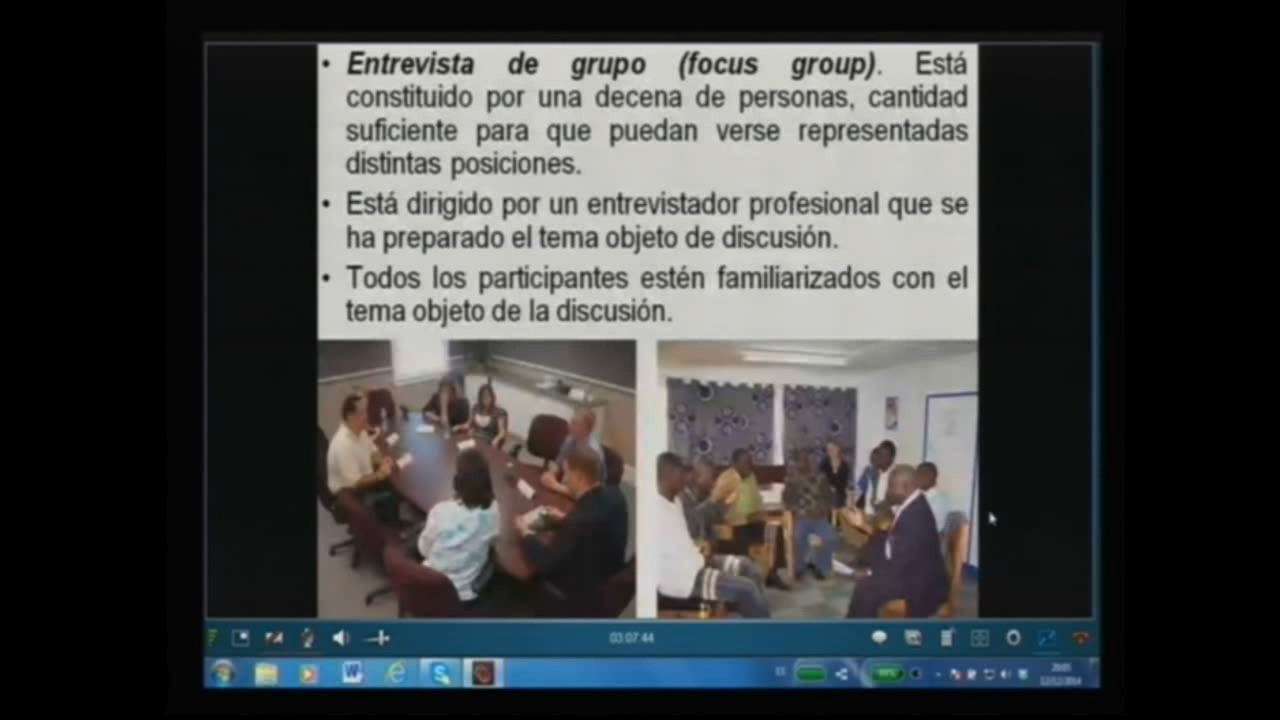 • Entrevista de grupo (focus group). Está
constituido por una decena de personas, cantidad
suficiente para que puedan verse representadas
distintas posiciones.
• Está dirigido por un entrevistador profesional que se
ha preparado el tema objeto de discusión.
• Todos los participantes estén familiarizados con el
tema objeto de la discusión.
03:07:44